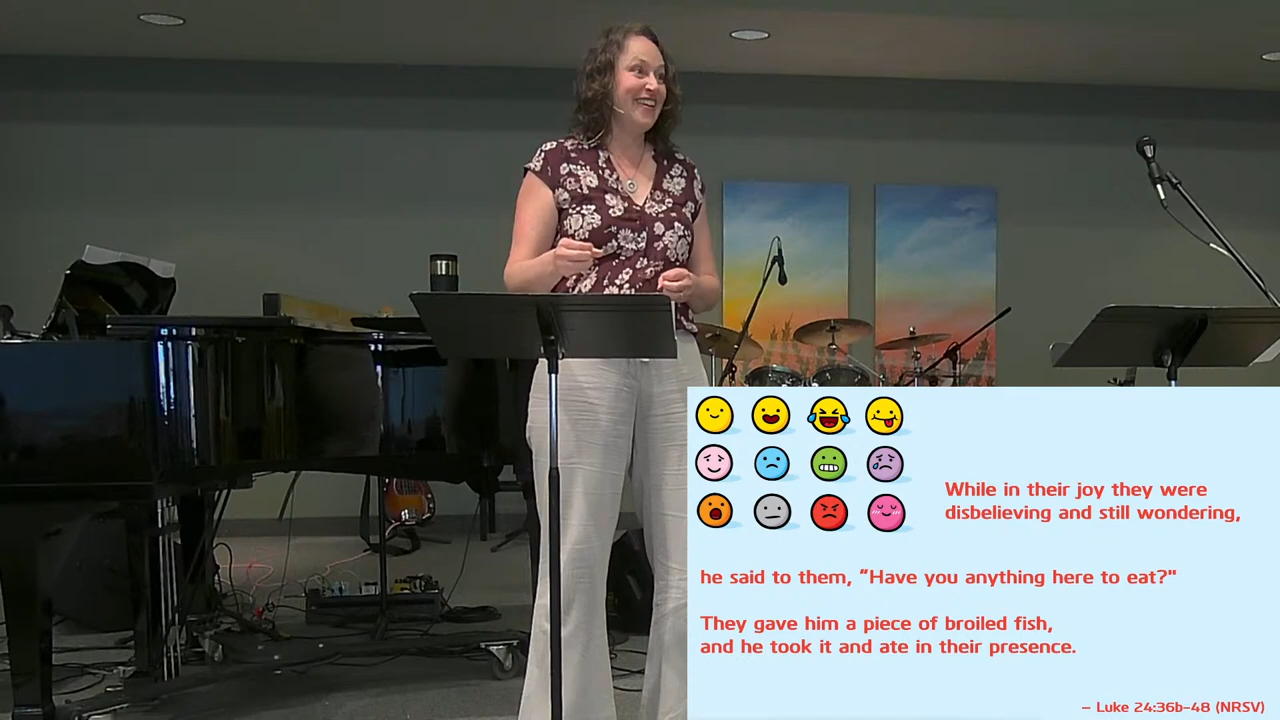 While in their joy they were
disbelieving and still wondering,
he said to them, “Have you anything here to eat?"
They gave him a piece of broiled fish,
and he took it and ate in their presence.
– Luke 24:36b-48 (NRSV)